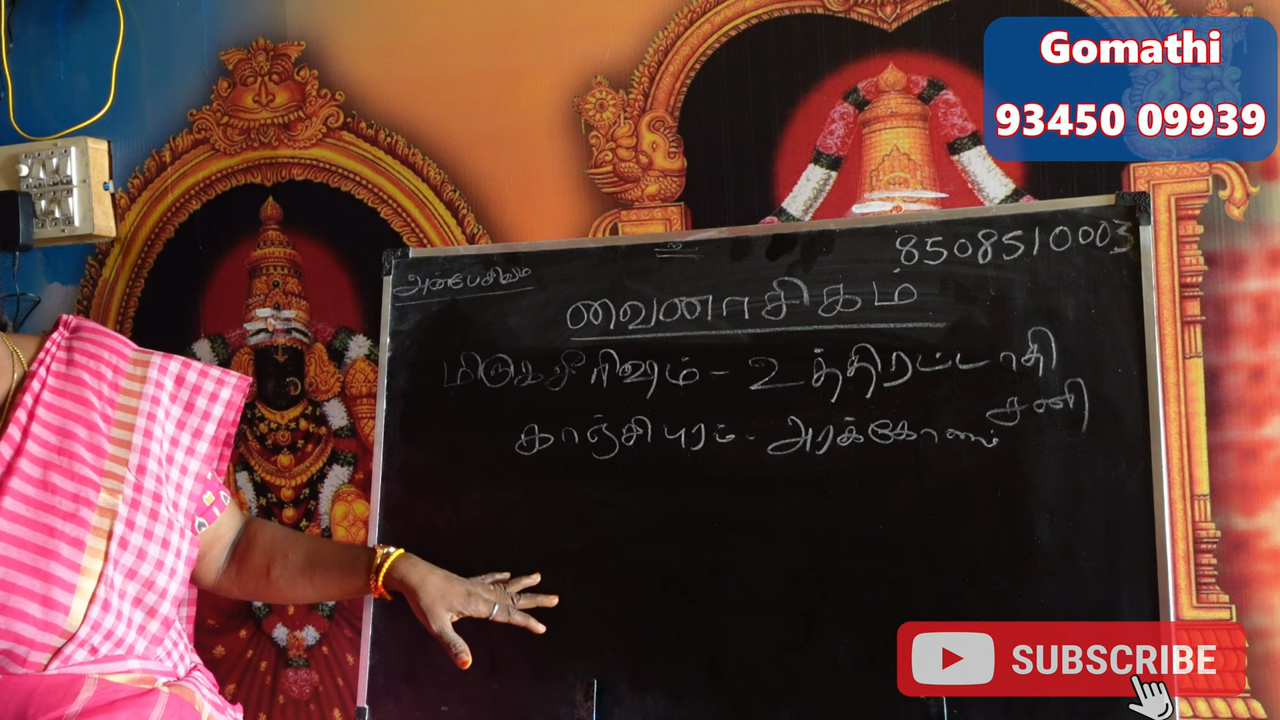 Gomathi
93450 09939
உ
8508510003
அன்பேசிவம்
வைணாசிகம்
மிருகசீரிஷம் - உத்திரட்டாதி
சனி
காஞ்சிபுரம் - அரக்கோணம்
SUBSCRIBE